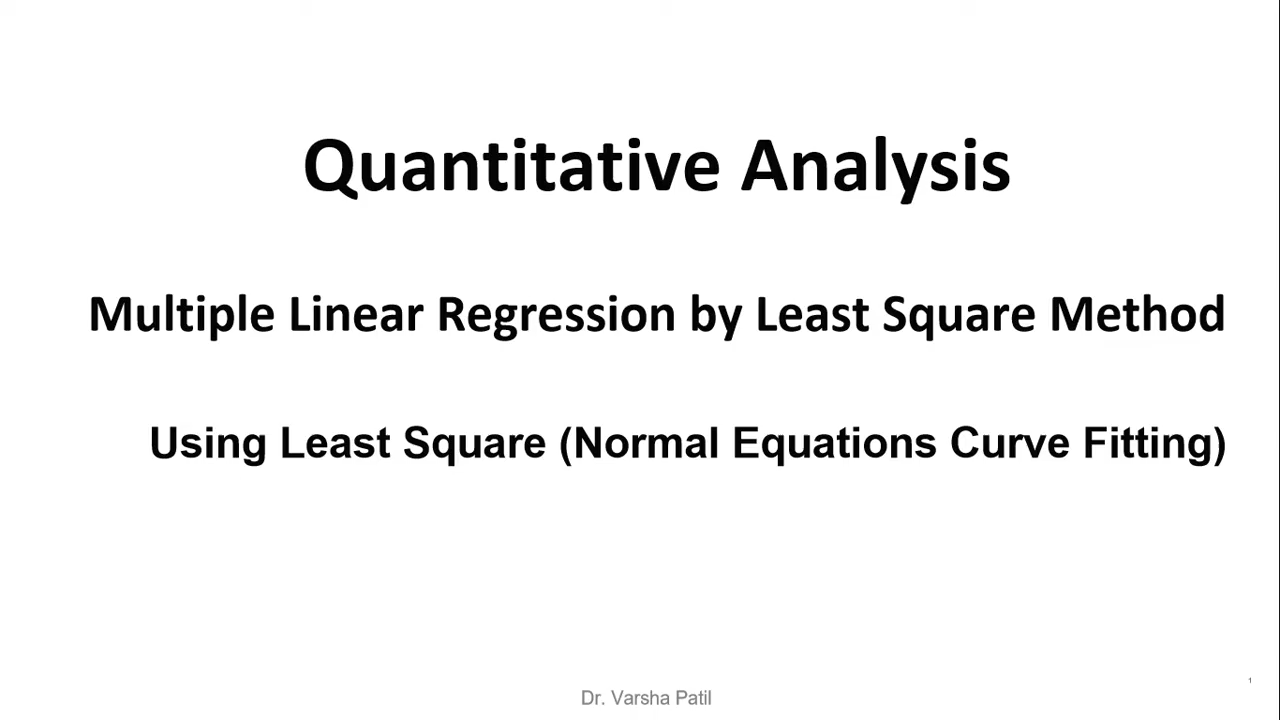 Quantitative Analysis
Multiple Linear Regression by Least Square Method
Using Least Square (Normal Equations Curve Fitting)
Dr. Varsha Patil
1